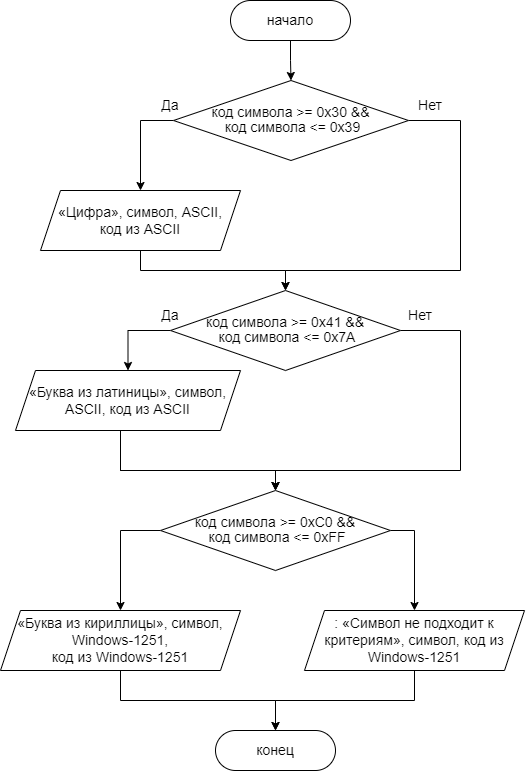 начало
Да
Нет
код символа >= 0x30 &&
код символа <= 0x39
«Цифра», символ, ASCII,
код из ASCII
Да
Нет
код символа >= 0x41 &&
код символа <= 0x7A
«Буква из латиницы», символ,
ASCII, код из ASCII
код символа >= 0xC0 &&
код символа <= 0xFF
«Буква из кириллицы», символ,
Windows-1251,
код из Windows-1251
: «Символ не подходит к
критериям», символ, код из
Windows-1251
конец